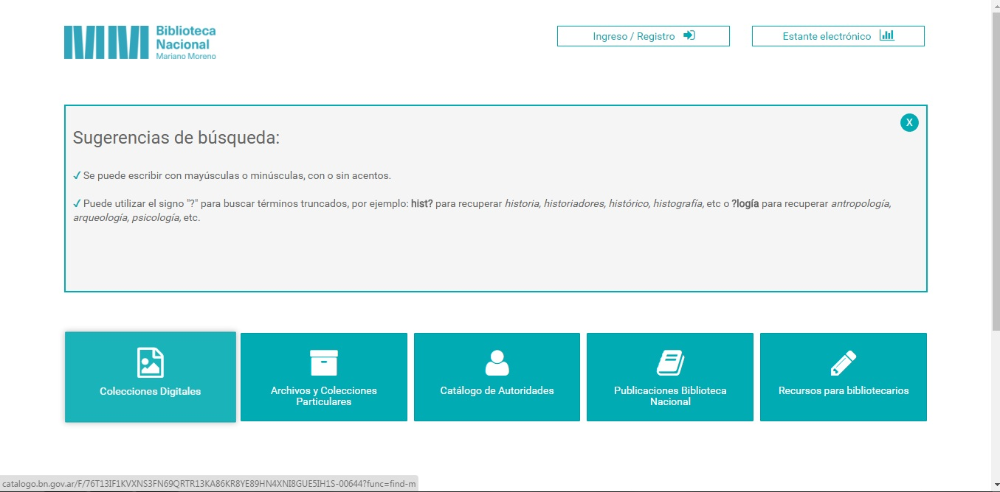 Biblioteca
Nacional
Mariano Moreno
Ingreso / Registro
Estante electrónico
X
Sugerencias de búsqueda:
Se puede escribir con mayúsculas o minúsculas, con o sin acentos.
Puede utilizar el signo "?" para buscar términos truncados, por ejemplo: hist? para recuperar historia, historiadores, histórico, histografía, etc o ?logía para recuperar antropología,
arqueología, psicología, etc.
Colecciones Digitales
Archivos y Colecciones
Particulares
Catálogo de Autoridades
Publicaciones Biblioteca
Nacional
Recursos para bibliotecarios
catalogo.bn.gov.ar/F/76T13IF1KVXNS3FN69QRTR13KA86KR8YE89HN4XNI8GUE5IH1S-00644?func=find-m